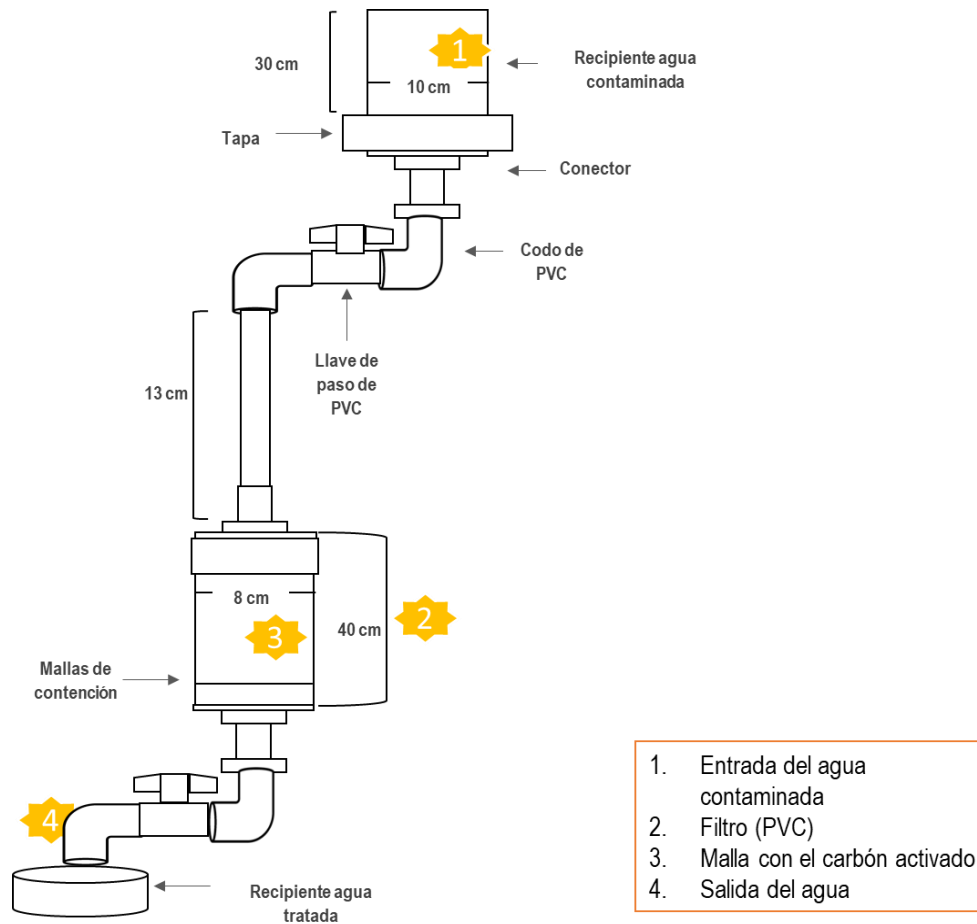 1
30 cm
Recipiente agua
contaminada
10 cm
Tapa
Conector
Codo de
PVC
Llave de
paso de
PVC
13 cm
8 cm
3
40 cm
2
Mallas de
contención
4
Recipiente agua
tratada
1. Entrada del agua
contaminada
2. Filtro (PVC)
3. Malla con el carbón activado
4. Salida del agua